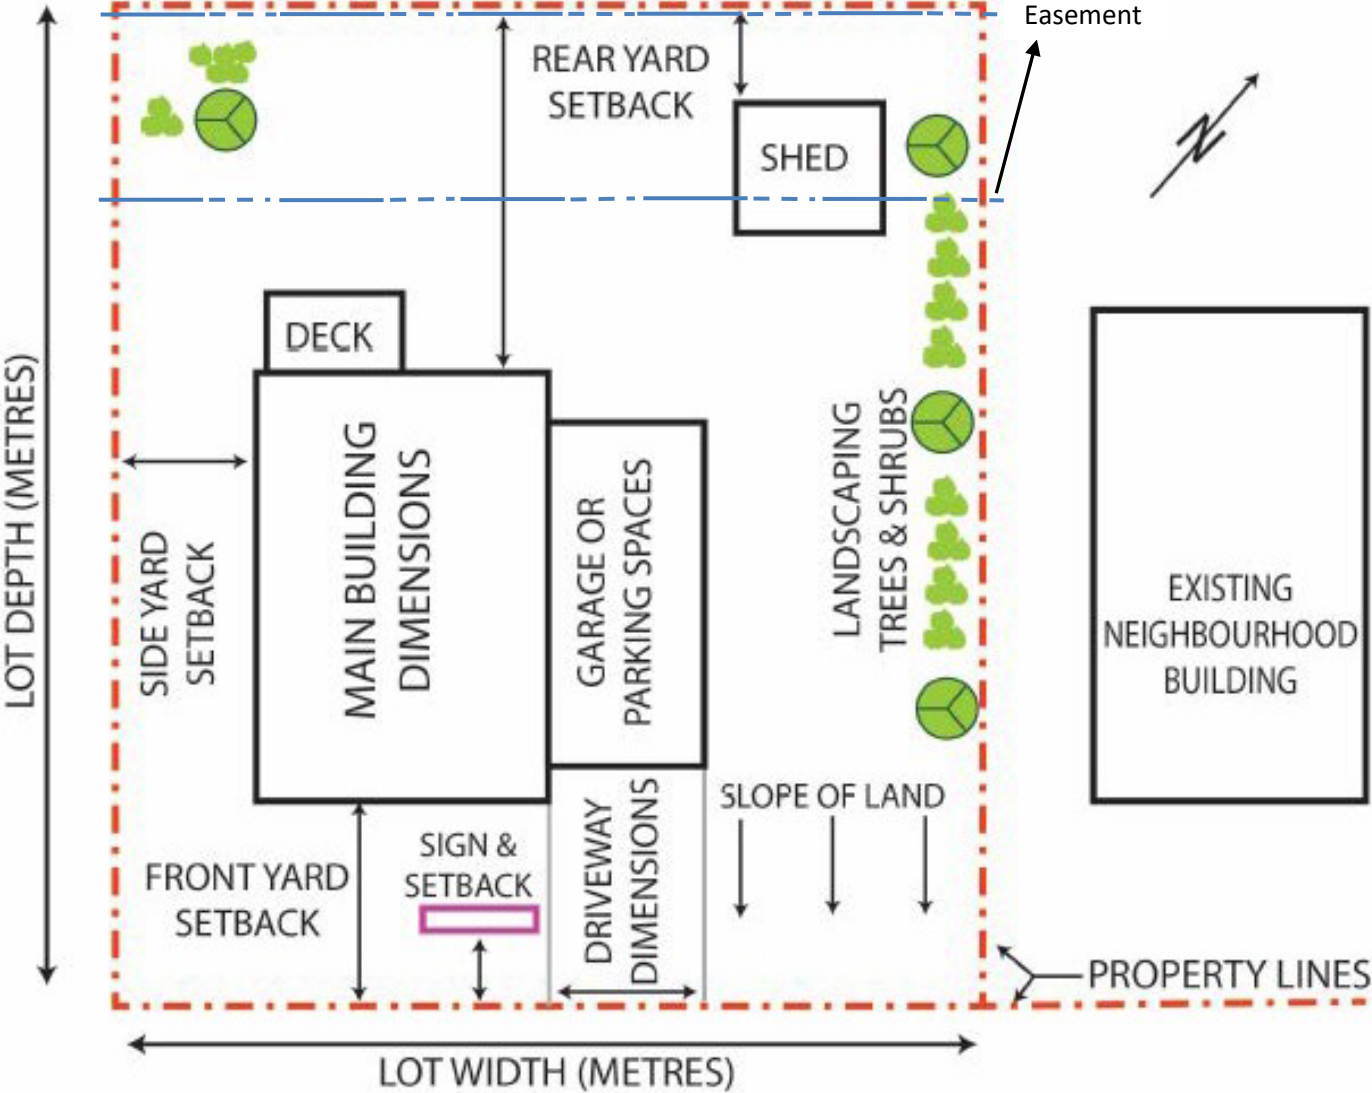 Easement
REAR YARD
SETBACK
SHED
N
DECK
LOT DEPTH (METRES)
SIDE YARD
SETBACK
MAIN BUILDING
DIMENSIONS
GARAGE OR
PARKING SPACES
LANDSCAPING
TREES & SHRUBS
EXISTING
NEIGHBOURHOOD
BUILDING
SLOPE OF LAND
FRONT YARD
SETBACK
SIGN &
SETBACK
DRIVEWAY
DIMENSIONS
PROPERTY LINES
LOT WIDTH (METRES)